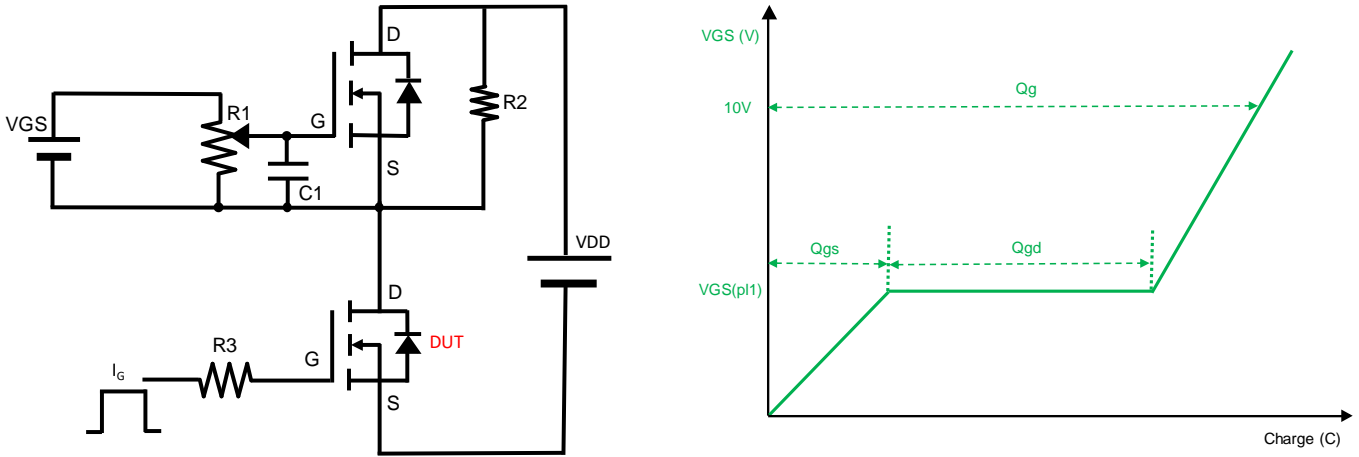 D
VGS
R1
G
R2
S
C1
VDD
D
R3
G
DUT
IG
S
VGS (V)
Qg
10V
Qgs
Qgd
VGS(pl1)
Charge (C)